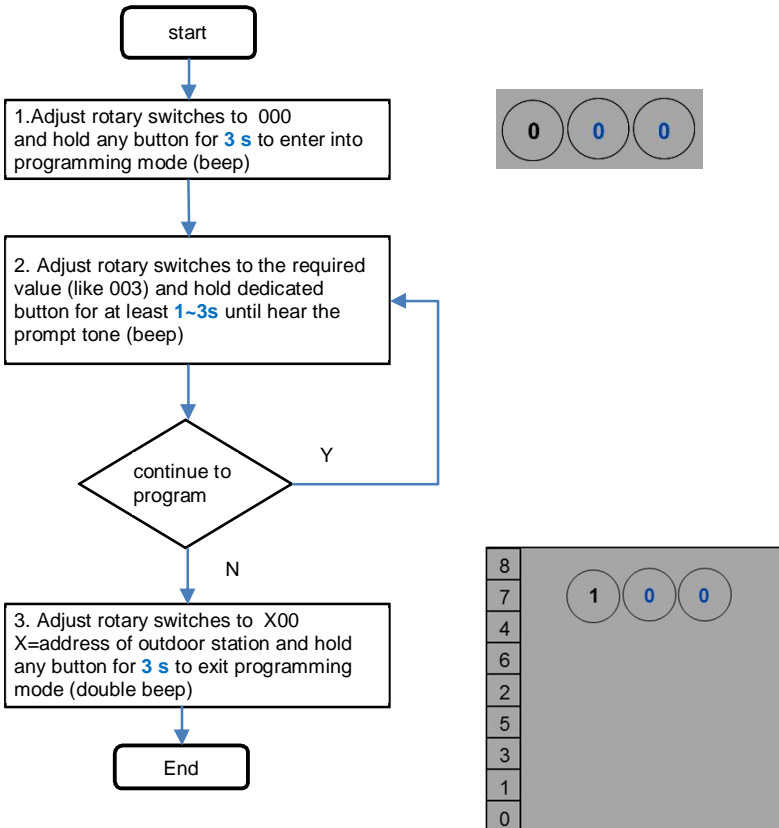 start
1.Adjust rotary switches to 000
and hold any button for 3 s to enter into
programming mode (beep)
0 0 0
2. Adjust rotary switches to the required
value (like 003) and hold dedicated
button for at least 1~3s until hear the
prompt tone (beep)
continue to
program
Y
N
3. Adjust rotary switches to X00
X=address of outdoor station and hold
any button for 3 s to exit programming
mode (double beep)
End
8
7
4
6
2
5
3
1
0
1 0 0